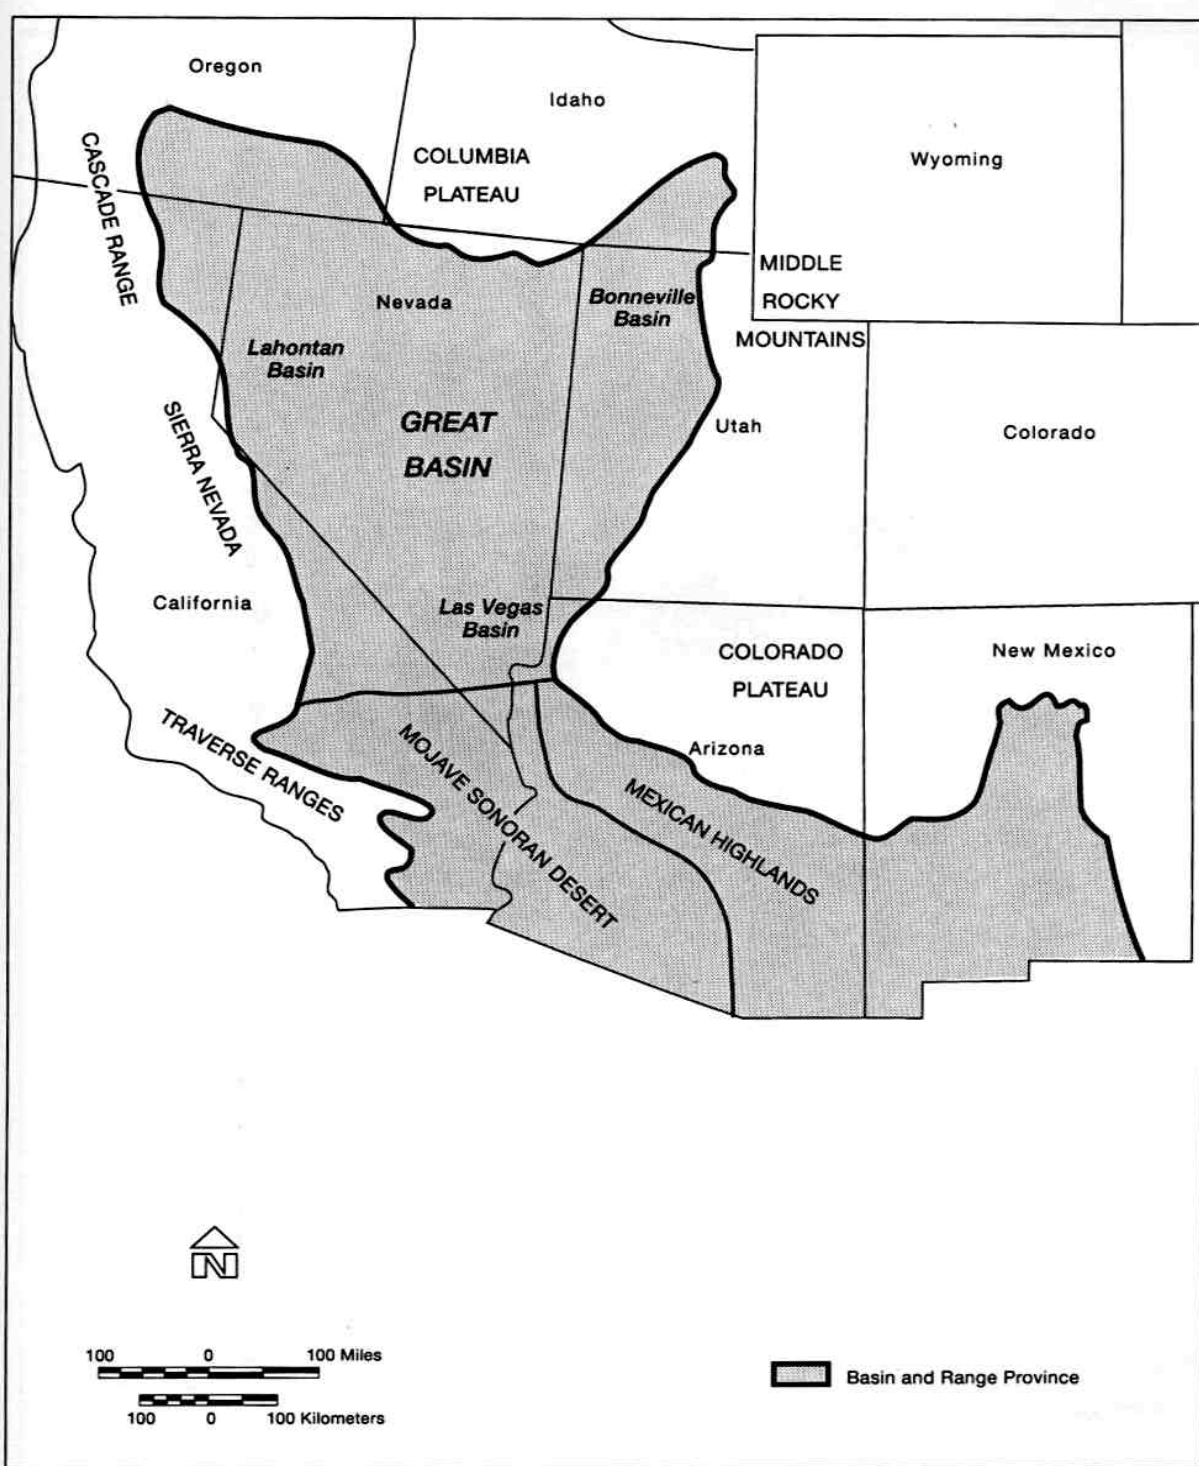 Oregon
Idaho
Wyoming
CASCADE RANGE
COLUMBIA
PLATEAU
MIDDLE
ROCKY
MOUNTAINS
Nevada
Bonneville
Basin
Lahontan
Basin
GREAT
BASIN
SIERRA NEVADA
Utah
Colorado
California
Las Vegas
Basin
COLORADO
PLATEAU
New Mexico
TRAVERSE RANGES
MOJAVE SONORAN DESERT
Arizona
MEXICAN HIGHLANDS
N
100 0 100 Miles
100 0 100 Kilometers
Basin and Range Province